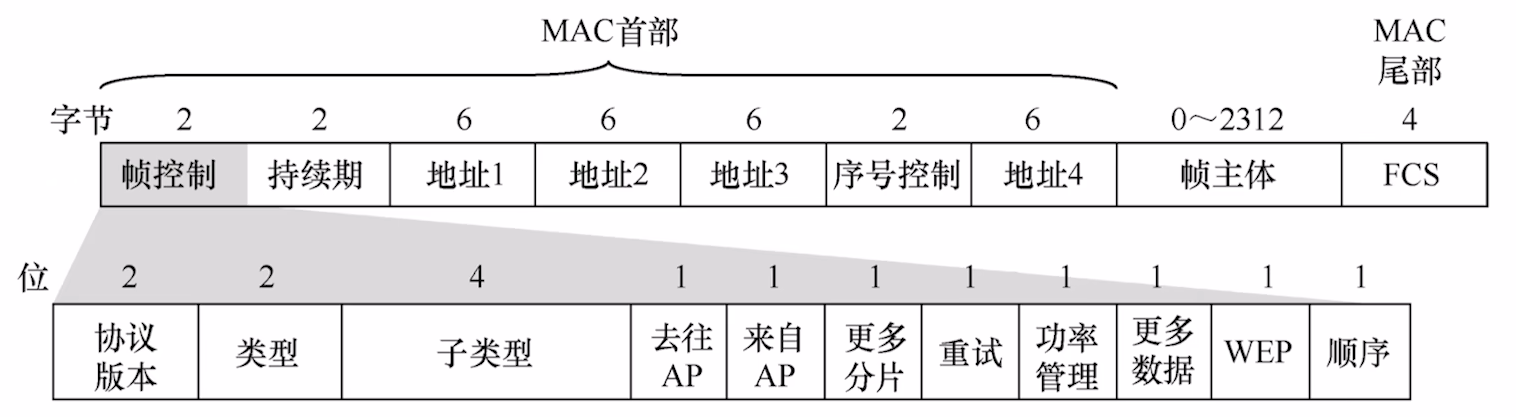 MAC首部
MAC
尾部
字节 2 2 6 6 6 2 6 0～2312 4
帧控制 持续期 地址1 地址2 地址3 序号控制 地址4 帧主体 FCS
位 2 2 4 1 1 1 1 1 1 1 1
协议
版本
类型
子类型
去往
AP
来自
AP
更多
分片
重试
功率
管理
更多
数据
WEP
顺序